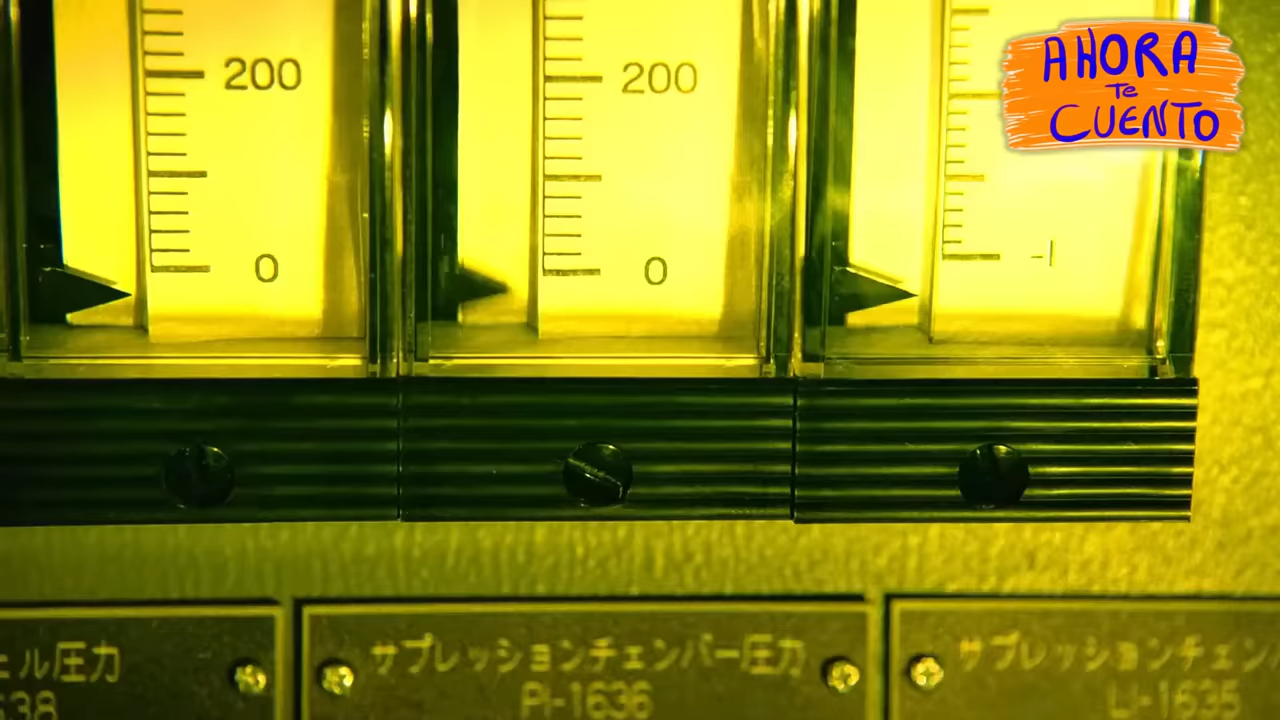 AHORA
Te
CUENTO
200
200
0
0
-1
ェル圧力
サプレッションチェンバー圧力
サプレッションチェン
638
PI-1636
LI-1635